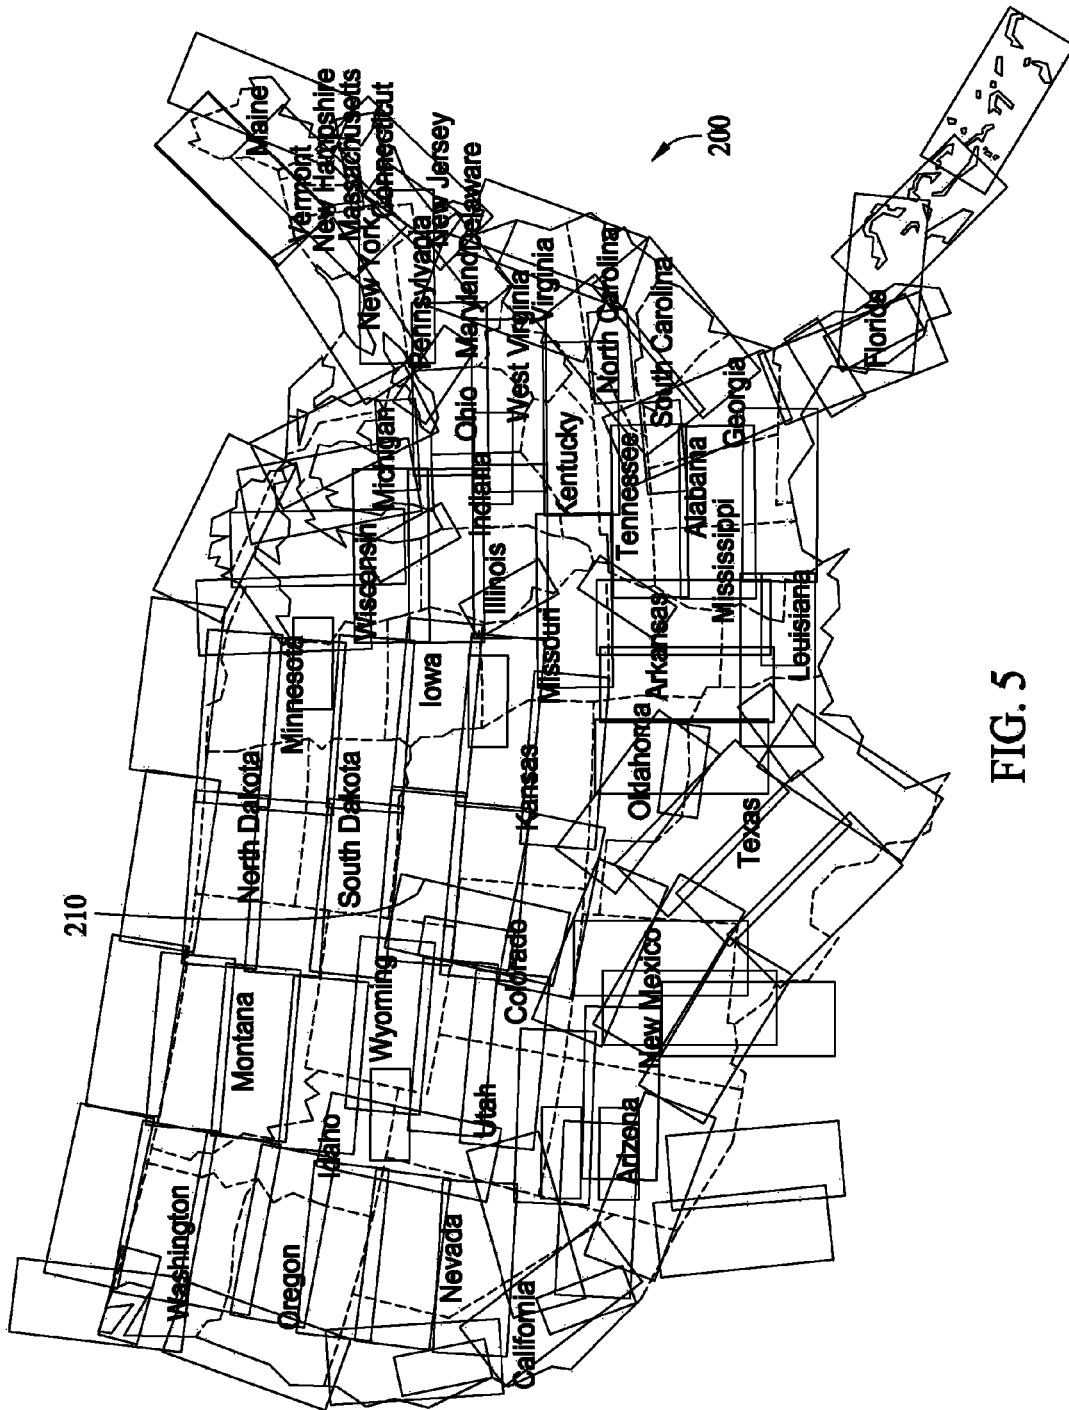 Maine
Vermont
New Hampshire
Massachusetts
New York
Connecticut
New Jersey
Pennsylvania
Delaware
Maryland
Ohio
West Virginia
Virginia
Michigan
Wisconsin
Indiana
Illinois
Kentucky
North Carolina
South Carolina
Tennessee
Georgia
Alabama
Mississippi
Florida
Minnesota
Iowa
Missouri
Arkansas
Louisiana
North Dakota
South Dakota
Kansas
Oklahoma
Texas
Montana
Wyoming
Colorado
New Mexico
Idaho
Utah
Arizona
Washington
Oregon
Nevada
California
200
210
FIG. 5